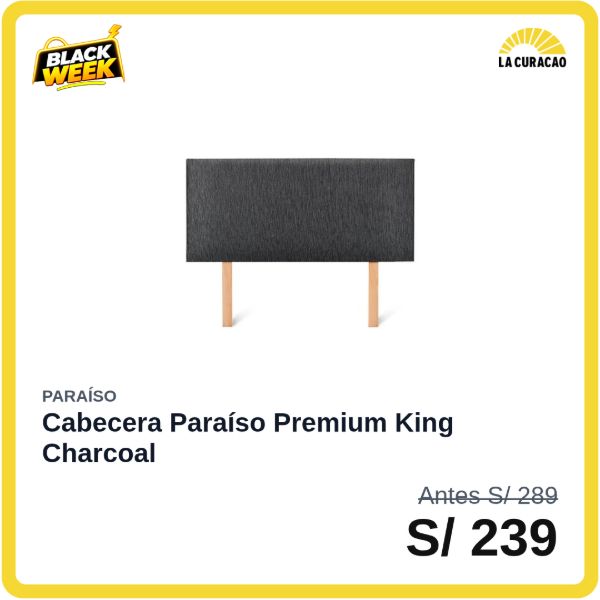 BLACK
WEEK
LA CURACAO
PARAÍSO
Cabecera Paraíso Premium King
Charcoal
Antes S/ 289
S/ 239